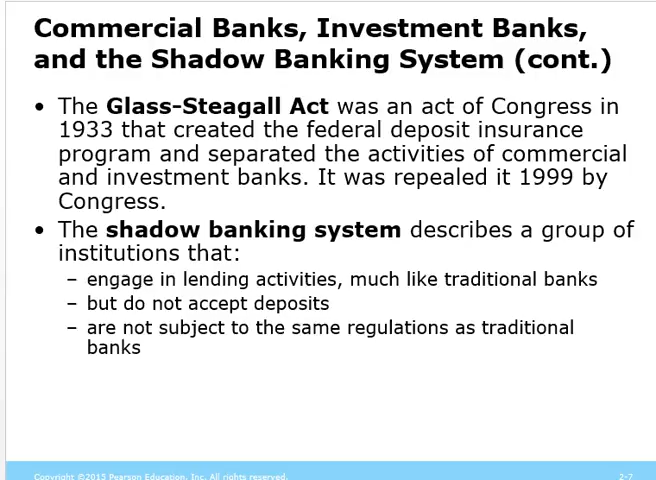 Commercial Banks, Investment Banks,
and the Shadow Banking System (cont.)
• The Glass-Steagall Act was an act of Congress in
1933 that created the federal deposit insurance
program and separated the activities of commercial
and investment banks. It was repealed it 1999 by
Congress.
• The shadow banking system describes a group of
institutions that:
– engage in lending activities, much like traditional banks
– but do not accept deposits
– are not subject to the same regulations as traditional
banks
Copyright ©2015 Pearson Education, Inc. All rights reserved.
2-7